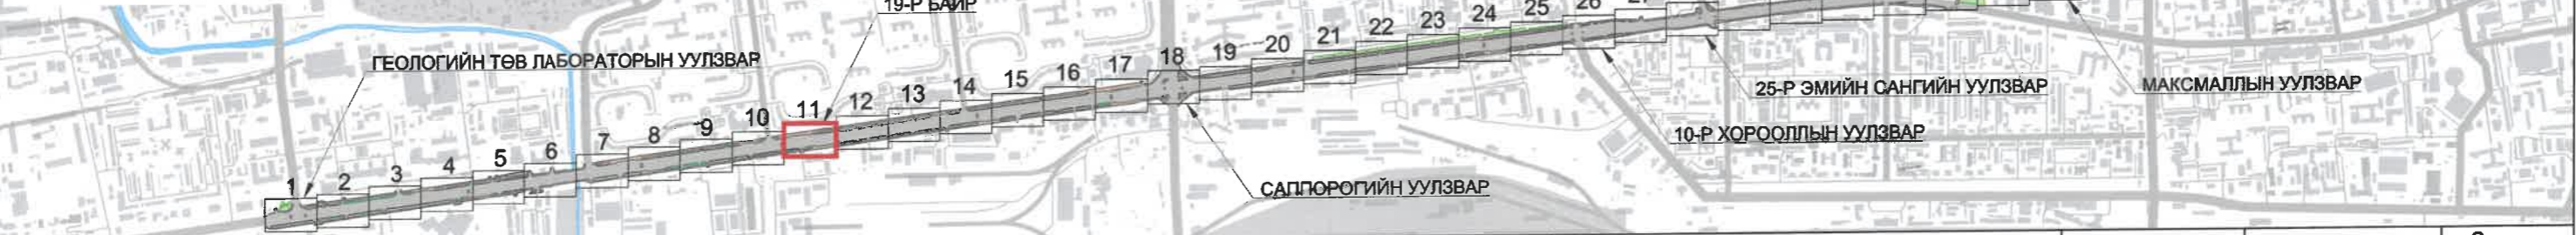 19-Р БАЙР
ГЕОЛОГИЙН ТӨВ ЛАБОРАТОРЫН УУЛЗВАР
1 2 3 4 5 6 7 8 9 10 11 12 13 14 15 16 17 18 19 20 21 22 23 24 25 26
25-Р ЭМИЙН САНГИЙН УУЛЗВАР
МАКСМАЛЛЫН УУЛЗВАР
10-Р ХОРООЛЛЫН УУЛЗВАР
САППОРОГИЙН УУЛЗВАР